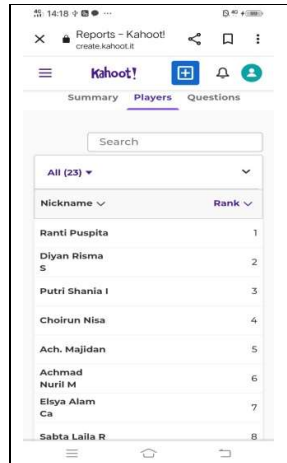 14:18
Reports – Kahoot!
create.kahoot.it
Kahoot!
Summary Players Questions
Search
All (23)
Nickname Rank
Ranti Puspita 1
Diyan Risma
S 2
Putri Shania I 3
Choirun Nisa 4
Ach. Majidan 5
Achmad
Nuril M 6
Elsya Alam
Ca 7
Sabta Laila R 8